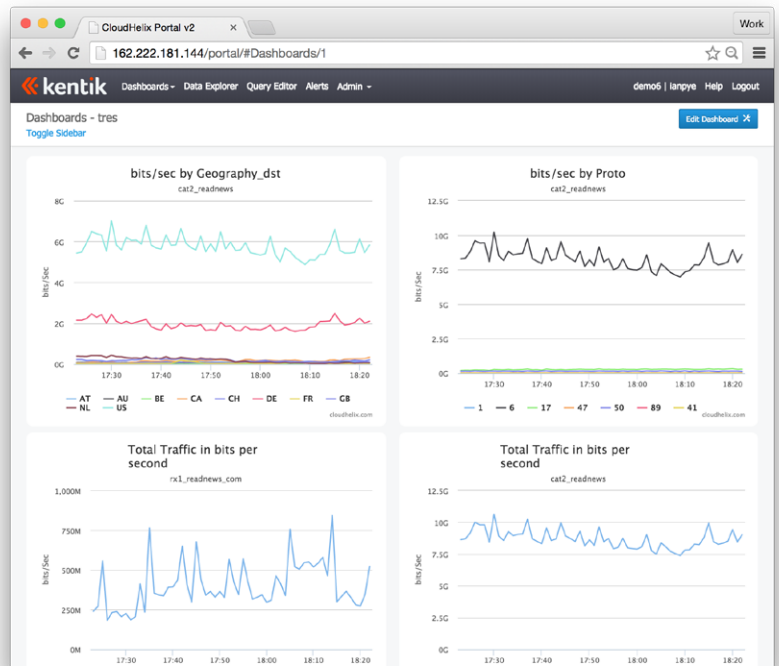 CloudHelix Portal v2 ×
Work
162.222.181.144/portal/#Dashboards/1
kentik Dashboards Data Explorer Query Editor Alerts Admin demo6 | ianpye Help Logout
Dashboards - tres
Toggle Sidebar
Edit Dashboard
bits/sec by Geography_dst
cat2_readnews
8G
6G
4G
2G
0G
bits/Sec
17:30 17:40 17:50 18:00 18:10 18:20
AT AU BE CA CH DE FR GB
NL US
cloudhelix.com
bits/sec by Proto
cat2_readnews
12.5G
10G
7.5G
5G
2.5G
0G
bits/Sec
17:30 17:40 17:50 18:00 18:10 18:20
1 6 17 47 50 89 41
cloudhelix.com
Total Traffic in bits per
second
rx1_readnews_com
1,000M
750M
500M
250M
0M
bits/Sec
17:30 17:40 17:50 18:00 18:10 18:20
Total Traffic in bits per
second
cat2_readnews
12.5G
10G
7.5G
5G
2.5G
0G
bits/Sec
17:30 17:40 17:50 18:00 18:10 18:20